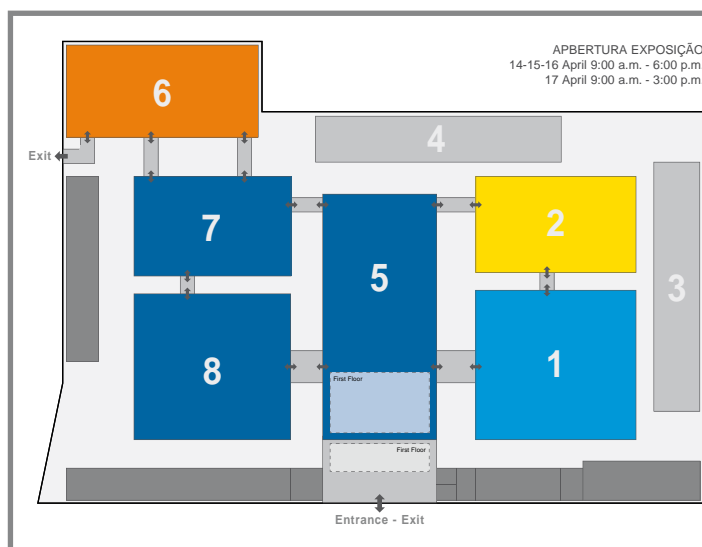 APBERTURA EXPOSIÇÃO
14-15-16 April 9:00 a.m. - 6:00 p.m.
17 April 9:00 a.m. - 3:00 p.m.
6
4
Exit
7
2
5
3
8
1
First Floor
First Floor
Entrance - Exit